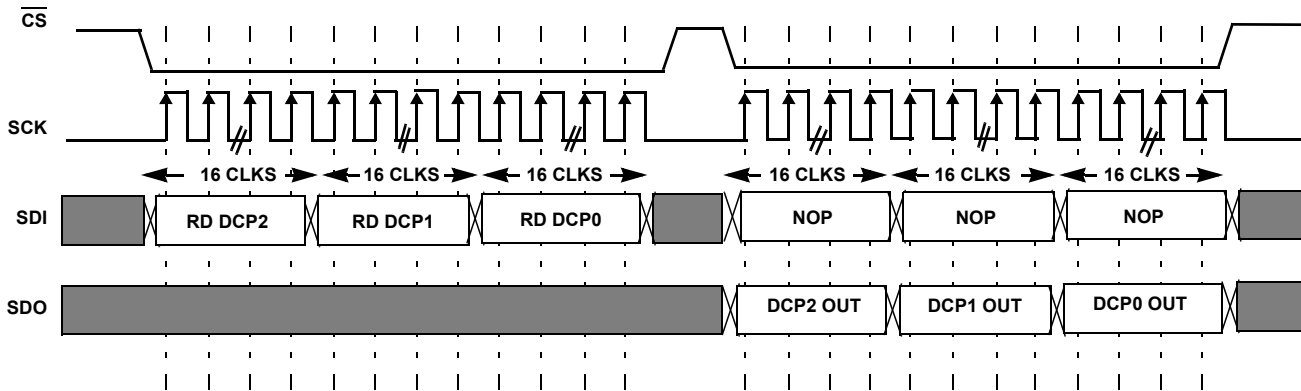 CS
SCK
16 CLKS 16 CLKS 16 CLKS 16 CLKS 16 CLKS 16 CLKS
SDI RD DCP2 RD DCP1 RD DCP0 NOP NOP NOP
SDO DCP2 OUT DCP1 OUT DCP0 OUT